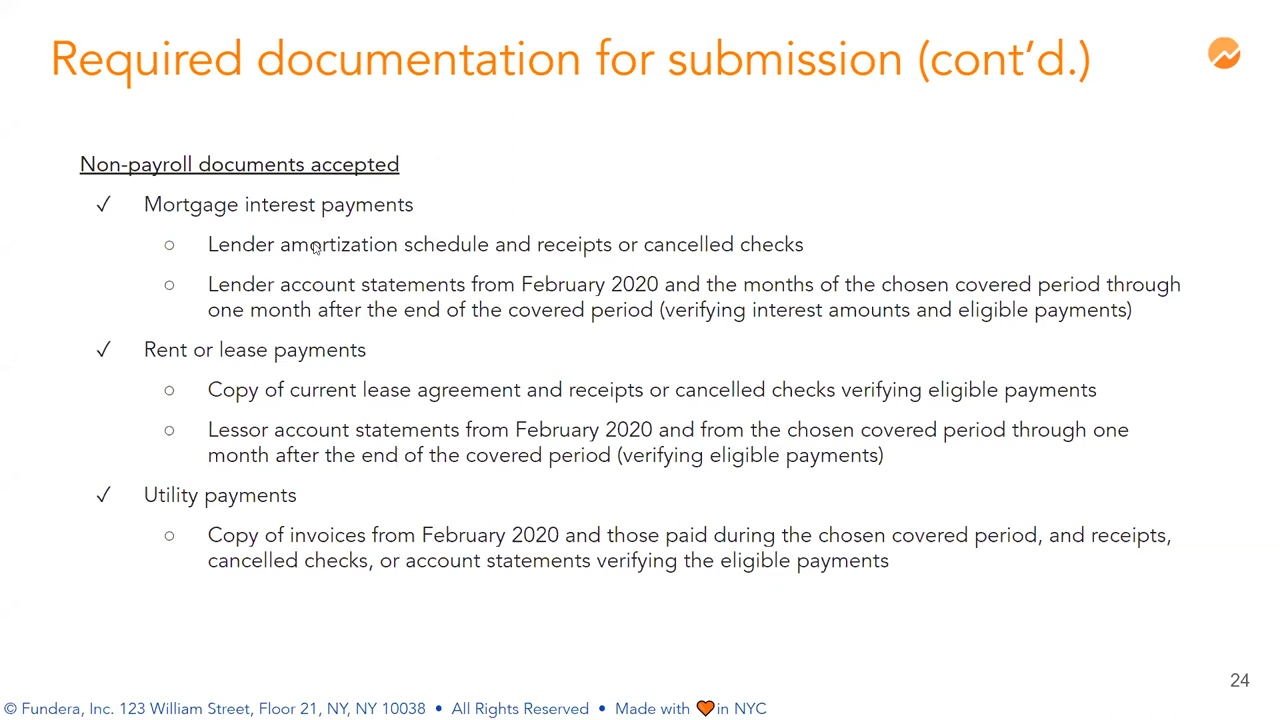 Required documentation for submission (cont’d.)
Non-payroll documents accepted
✓ Mortgage interest payments
○ Lender amortization schedule and receipts or cancelled checks
○ Lender account statements from February 2020 and the months of the chosen covered period through
one month after the end of the covered period (verifying interest amounts and eligible payments)
✓ Rent or lease payments
○ Copy of current lease agreement and receipts or cancelled checks verifying eligible payments
○ Lessor account statements from February 2020 and from the chosen covered period through one
month after the end of the covered period (verifying eligible payments)
✓ Utility payments
○ Copy of invoices from February 2020 and those paid during the chosen covered period, and receipts,
cancelled checks, or account statements verifying the eligible payments
24
© Fundera, Inc. 123 William Street, Floor 21, NY, NY 10038 • All Rights Reserved • Made with 🧡 in NYC